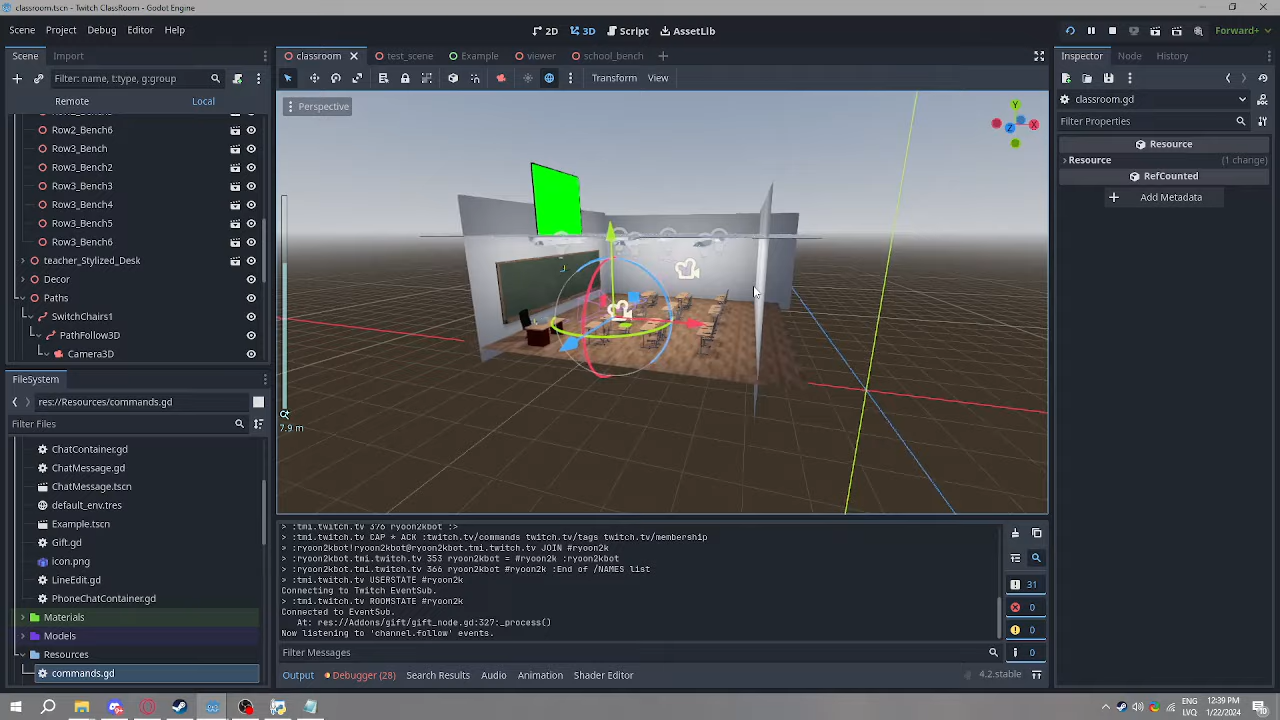 classroom.tscn - Twitch ClassRoom - Godot Engine
Scene Project Debug Editor Help
2D 3D Script AssetLib
Forward+
Scene Import
classroom test_scene Example viewer school_bench
Inspector Node History
Filter: name, t:type, g:group
Transform View
Remote Local
Perspective
classroom.gd
Filter Properties
Resource
Resource (1 change)
RefCounted
Add Metadata
Y
X
Z
Row2_Bench6
Row3_Bench
Row3_Bench2
Row3_Bench3
Row3_Bench4
Row3_Bench5
Row3_Bench6
teacher_Stylized_Desk
Decor
Paths
SwitchChairs1
PathFollow3D
Camera3D
7.9 m
FileSystem
res://Resources/commands.gd
Filter Files
ChatContainer.gd
ChatMessage.gd
ChatMessage.tscn
default_env.tres
Example.tscn
Gift.gd
Icon.png
LineEdit.gd
PhoneChatContainer.gd
Materials
Models
Resources
commands.gd
> :tmi.twitch.tv 376 ryoon2kbot :>
> :tmi.twitch.tv CAP * ACK :twitch.tv/commands twitch.tv/tags twitch.tv/membership
> :ryoon2kbot!ryoon2kbot@ryoon2kbot.tmi.twitch.tv JOIN #ryoon2k
> :ryoon2kbot.tmi.twitch.tv 353 ryoon2kbot = #ryoon2k :ryoon2kbot
> :ryoon2kbot.tmi.twitch.tv 366 ryoon2kbot #ryoon2k :End of /NAMES list
> :tmi.twitch.tv USERSTATE #ryoon2k
Connecting to Twitch EventSub.
> :tmi.twitch.tv ROOMSTATE #ryoon2k
Connected to EventSub.
At: res://Addons/gift/gift_node.gd:327:_process()
Now listening to 'channel.follow' events.
31
0
0
0
Filter Messages
Output Debugger (28) Search Results Audio Animation Shader Editor
4.2.stable
ENG
LVQ
12:39 PM
1/22/2024